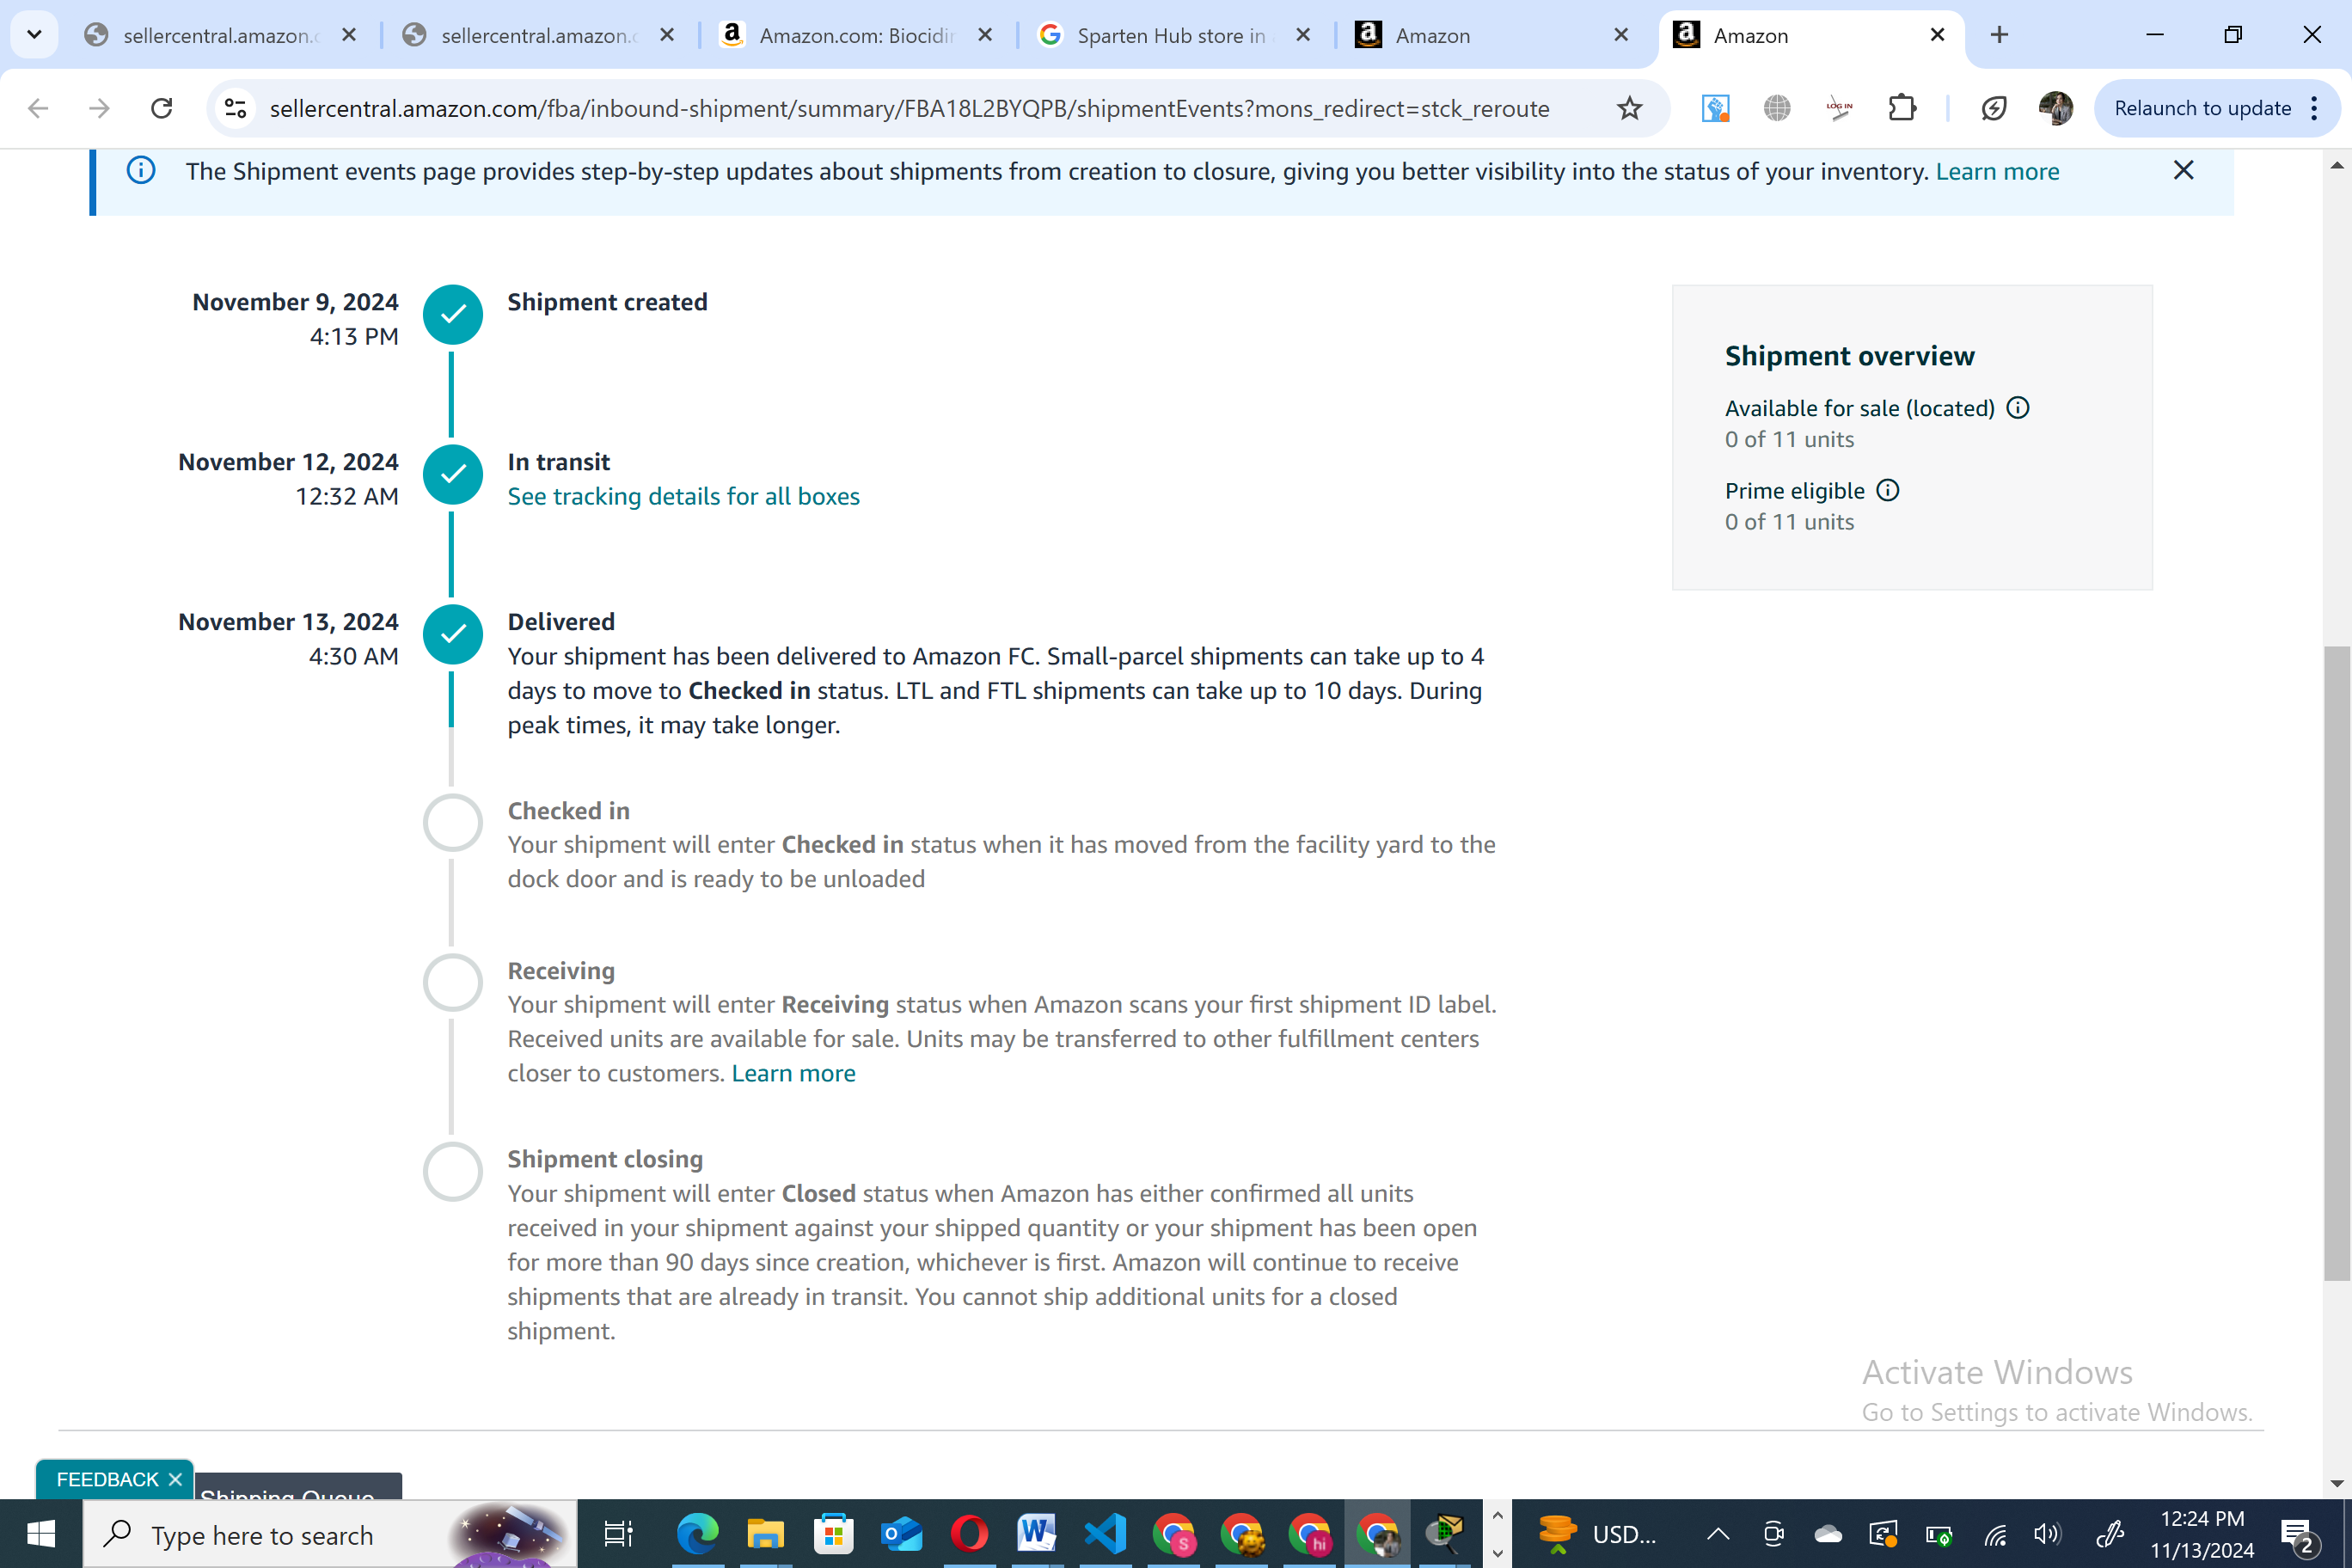 sellercentral.amazon.c
sellercentral.amazon.c
Amazon.com: Biocidin
Sparten Hub store in
Amazon
Amazon
sellercentral.amazon.com/fba/inbound-shipment/summary/FBA18L2BYQPB/shipmentEvents?mons_redirect=stck_reroute
LOG IN
Relaunch to update
The Shipment events page provides step-by-step updates about shipments from creation to closure, giving you better visibility into the status of your inventory. Learn more
November 9, 2024
4:13 PM
Shipment created
November 12, 2024
12:32 AM
In transit
See tracking details for all boxes
November 13, 2024
4:30 AM
Delivered
Your shipment has been delivered to Amazon FC. Small-parcel shipments can take up to 4
days to move to Checked in status. LTL and FTL shipments can take up to 10 days. During
peak times, it may take longer.
Checked in
Your shipment will enter Checked in status when it has moved from the facility yard to the
dock door and is ready to be unloaded
Receiving
Your shipment will enter Receiving status when Amazon scans your first shipment ID label.
Received units are available for sale. Units may be transferred to other fulfillment centers
closer to customers. Learn more
Shipment closing
Your shipment will enter Closed status when Amazon has either confirmed all units
received in your shipment against your shipped quantity or your shipment has been open
for more than 90 days since creation, whichever is first. Amazon will continue to receive
shipments that are already in transit. You cannot ship additional units for a closed
shipment.
Shipment overview
Available for sale (located)
0 of 11 units
Prime eligible
0 of 11 units
Activate Windows
Go to Settings to activate Windows.
FEEDBACK
Shipping Queue
Type here to search
S
hi
USD...
12:24 PM
11/13/2024
2